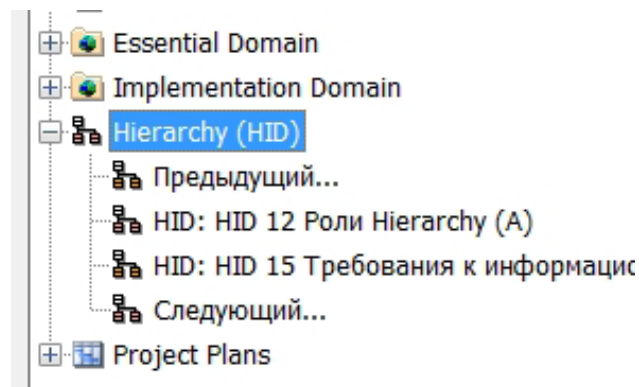 Essential Domain
Implementation Domain
Hierarchy (HID)
Предыдущий...
HID: HID 12 Роли Hierarchy (A)
HID: HID 15 Требования к
Следующий...
Project Plans